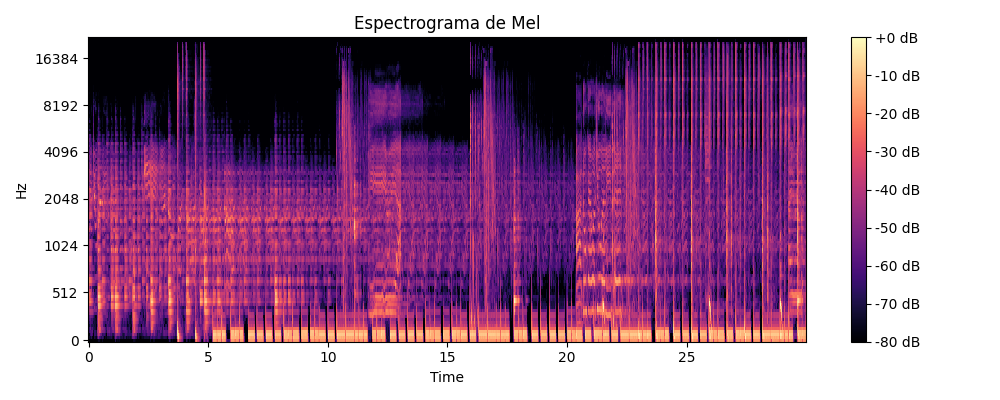 Espectrograma de Mel
16384
8192
4096
2048
1024
512
0
Hz
0 5 10 15 20 25
Time
+0 dB
-10 dB
-20 dB
-30 dB
-40 dB
-50 dB
-60 dB
-70 dB
-80 dB